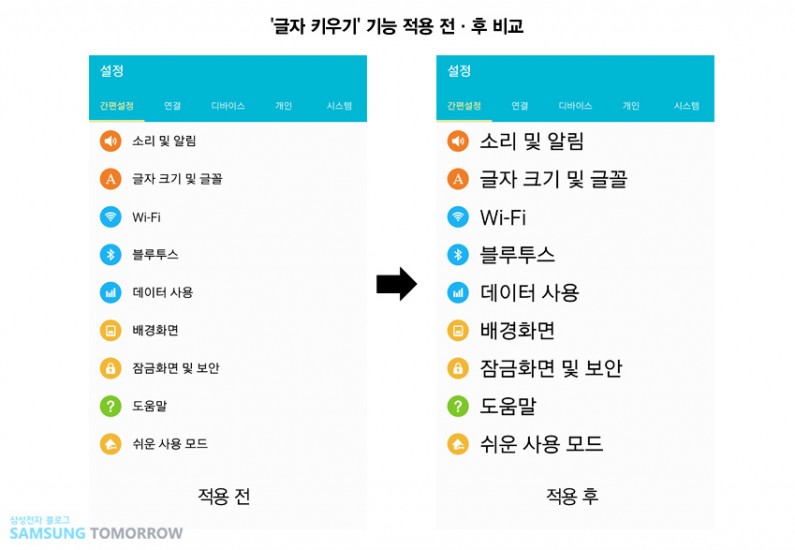 '글자 키우기' 기능 적용 전 · 후 비교
설정
간편설정 연결 디바이스 개인 시스템
소리 및 알림
A 글자 크기 및 글꼴
Wi-Fi
블루투스
데이터 사용
배경화면
잠금화면 및 보안
? 도움말
쉬운 사용 모드
적용 전
설정
간편설정 연결 디바이스 개인 시스템
소리 및 알림
A 글자 크기 및 글꼴
Wi-Fi
블루투스
데이터 사용
배경화면
잠금화면 및 보안
? 도움말
쉬운 사용 모드
적용 후
삼성전자 블로그
SAMSUNG TOMORROW